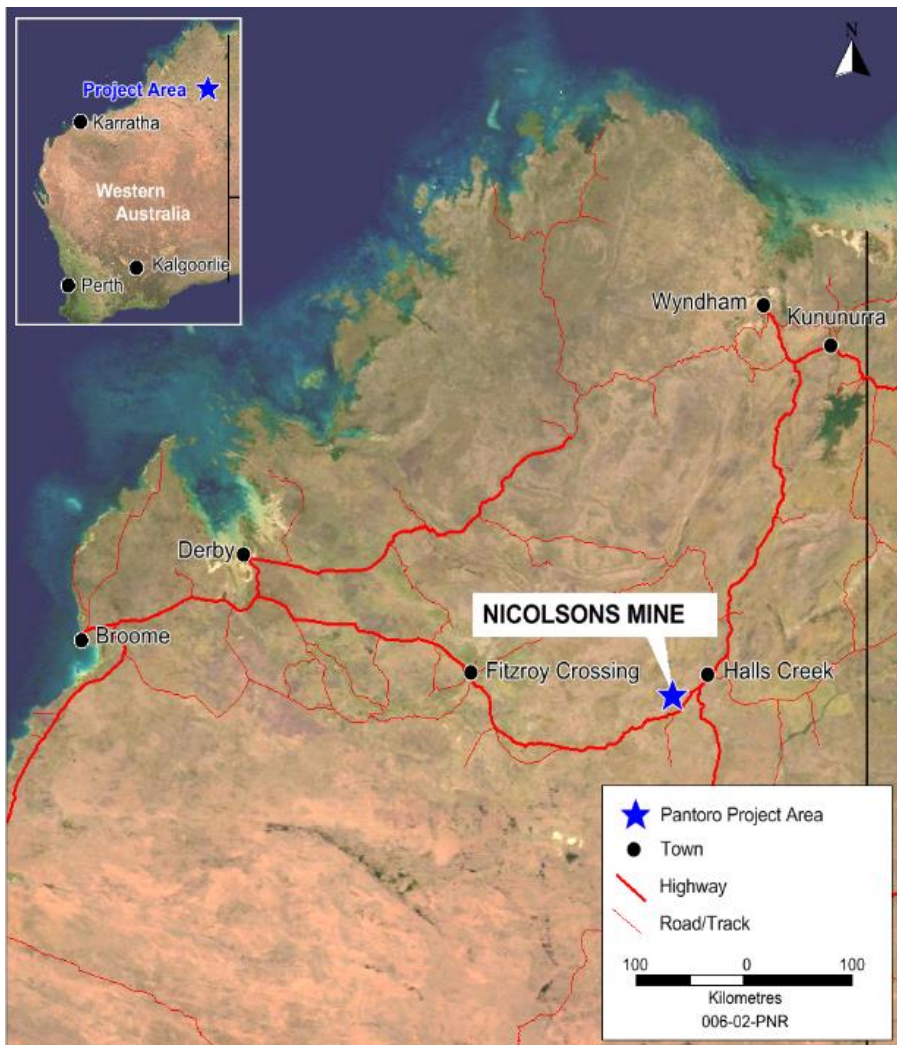 N
Project Area
Karratha
Western
Australia
Kalgoorlie
Perth
Wyndham
Kununurra
Derby
NICOLSONS MINE
Broome
Fitzroy Crossing
Halls Creek
Pantoro Project Area
Town
Highway
Road/Track
100 0 100
Kilometres
006-02-PNR